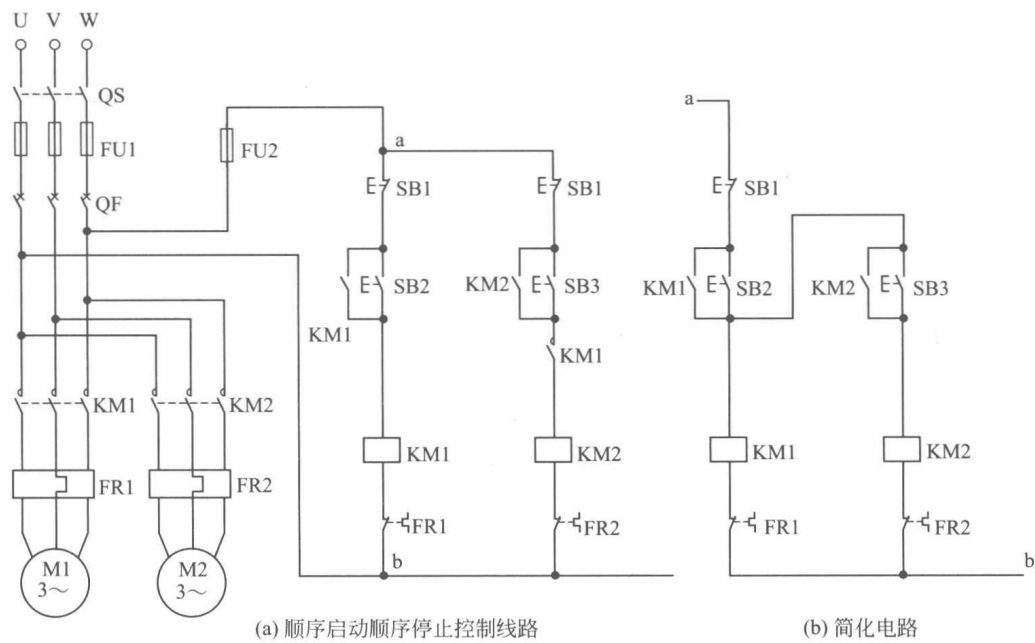 U V W
QS
FU1
FU2
QF
a
SB1
SB1
KM1
SB2
KM2
SB3
KM1
KM1
KM2
KM1
KM2
FR1
FR2
FR1
FR2
b
M1
3～
M2
3～
(a) 顺序启动顺序停止控制线路
a
SB1
KM1
SB2
KM2
SB3
KM1
KM2
FR1
FR2
b
(b) 简化电路